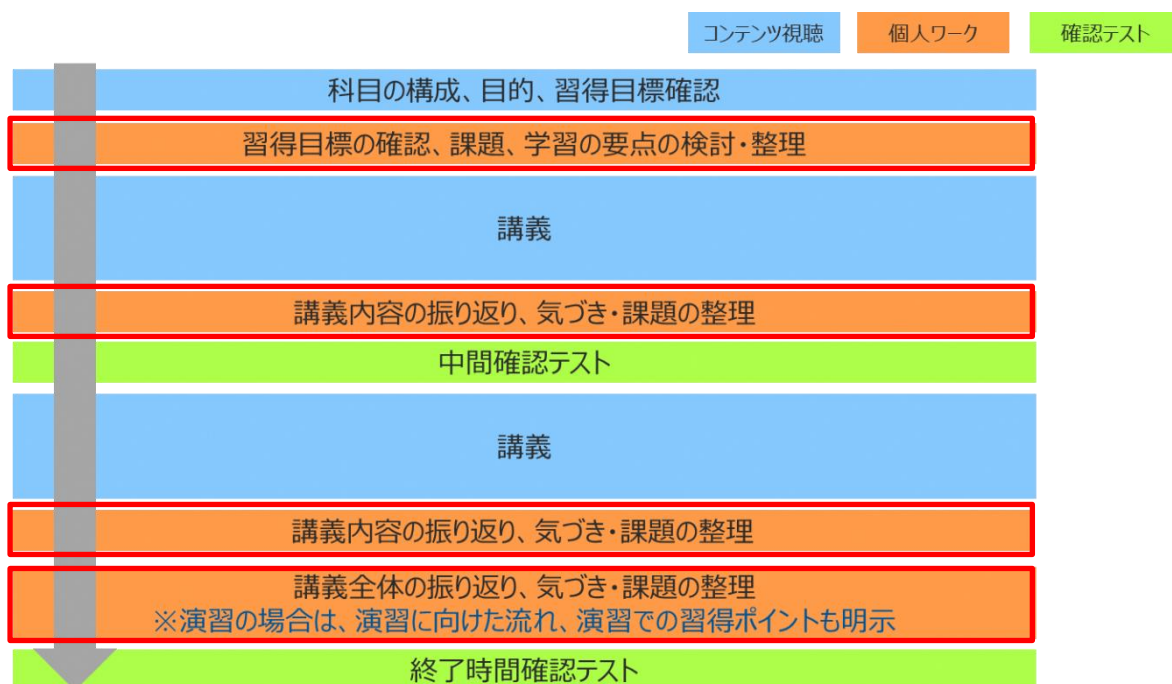 コンテンツ視聴
個人ワーク
確認テスト
科目の構成、目的、習得目標確認
習得目標の確認、課題、学習の要点の検討・整理
講義
講義内容の振り返り、気づき・課題の整理
中間確認テスト
講義
講義内容の振り返り、気づき・課題の整理
講義全体の振り返り、気づき・課題の整理
※演習の場合は、演習に向けた流れ、演習での習得ポイントも明示
終了時間確認テスト